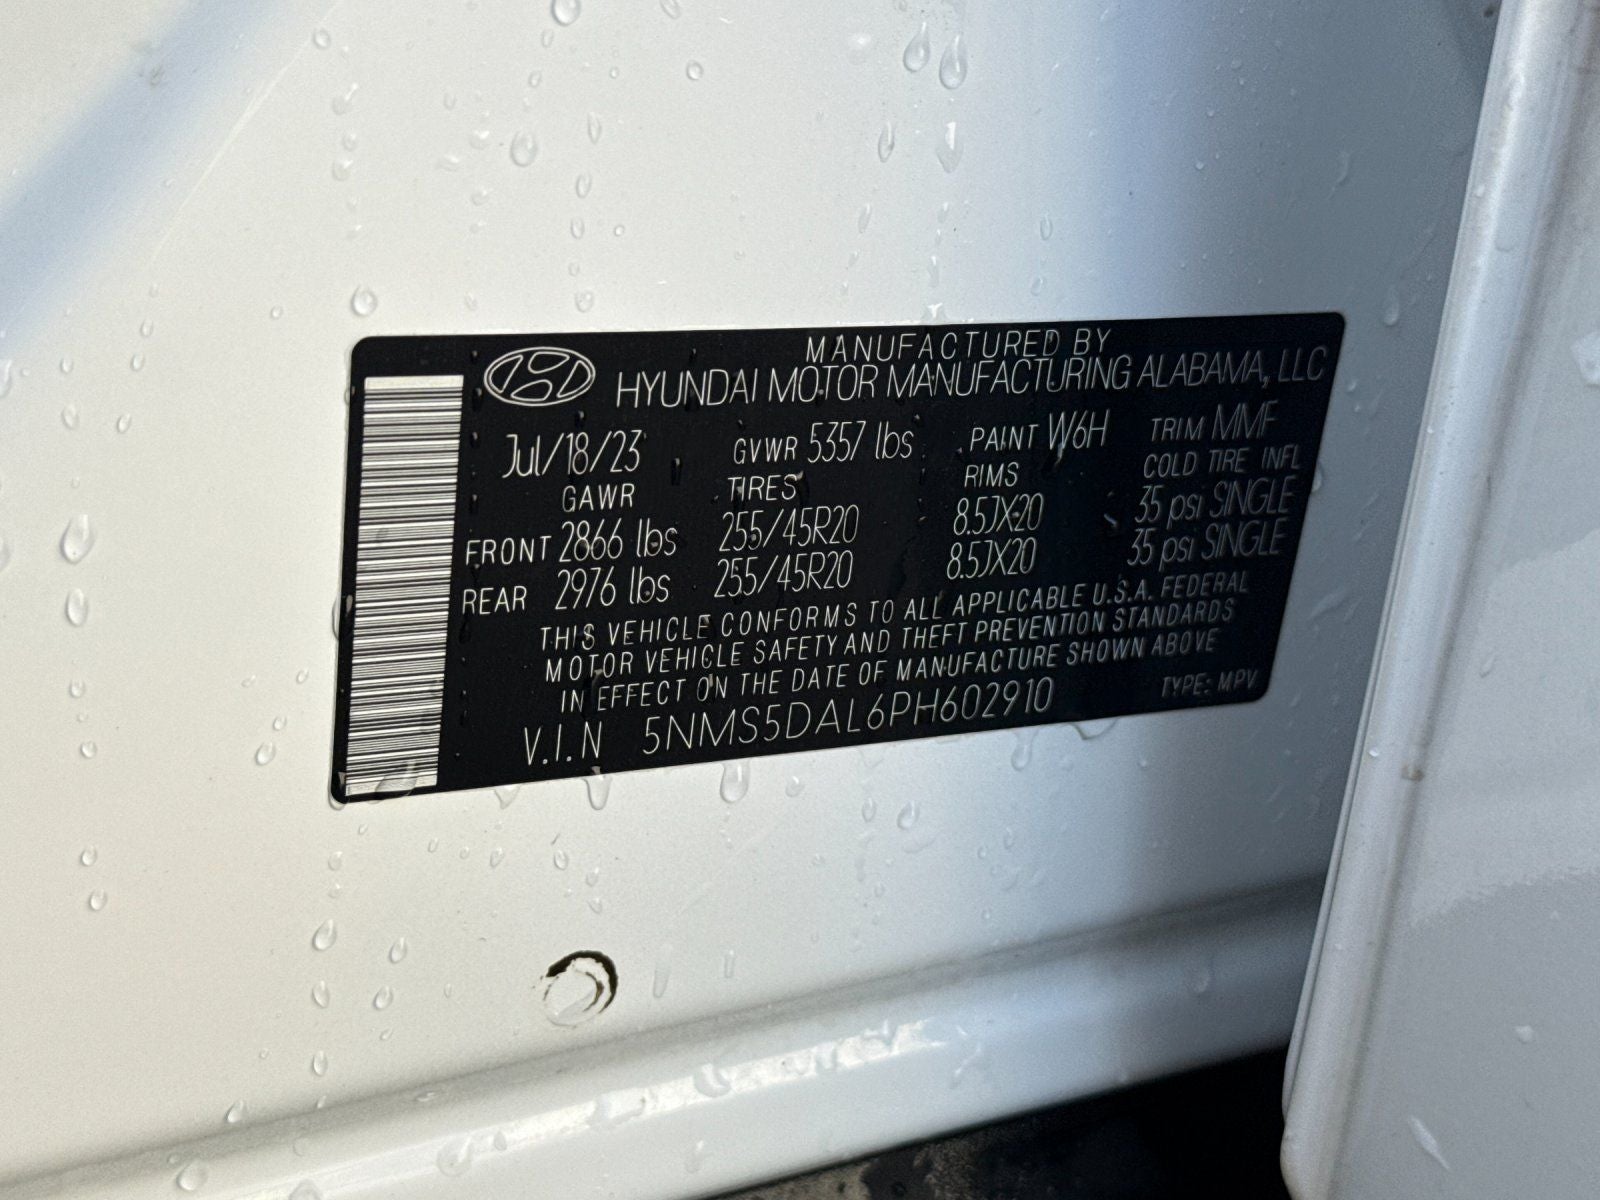 MANUFACTURED BY
HYUNDAI MOTOR MANUFACTURING ALABAMA, LLC
Jul/18/23 GVWR 5357 lbs PAINT W6H TRIM MMF
GAWR TIRES RIMS COLD TIRE INFL
FRONT 2866 lbs 255/45R20 8.5JX20 35 psi SINGLE
REAR 2976 lbs 255/45R20 8.5JX20 35 psi SINGLE
THIS VEHICLE CONFORMS TO ALL APPLICABLE U.S.A. FEDERAL
MOTOR VEHICLE SAFETY AND THEFT PREVENTION STANDARDS
IN EFFECT ON THE DATE OF MANUFACTURE SHOWN ABOVE
V.I.N 5NMS5DAL6PH602910 TYPE: MPV